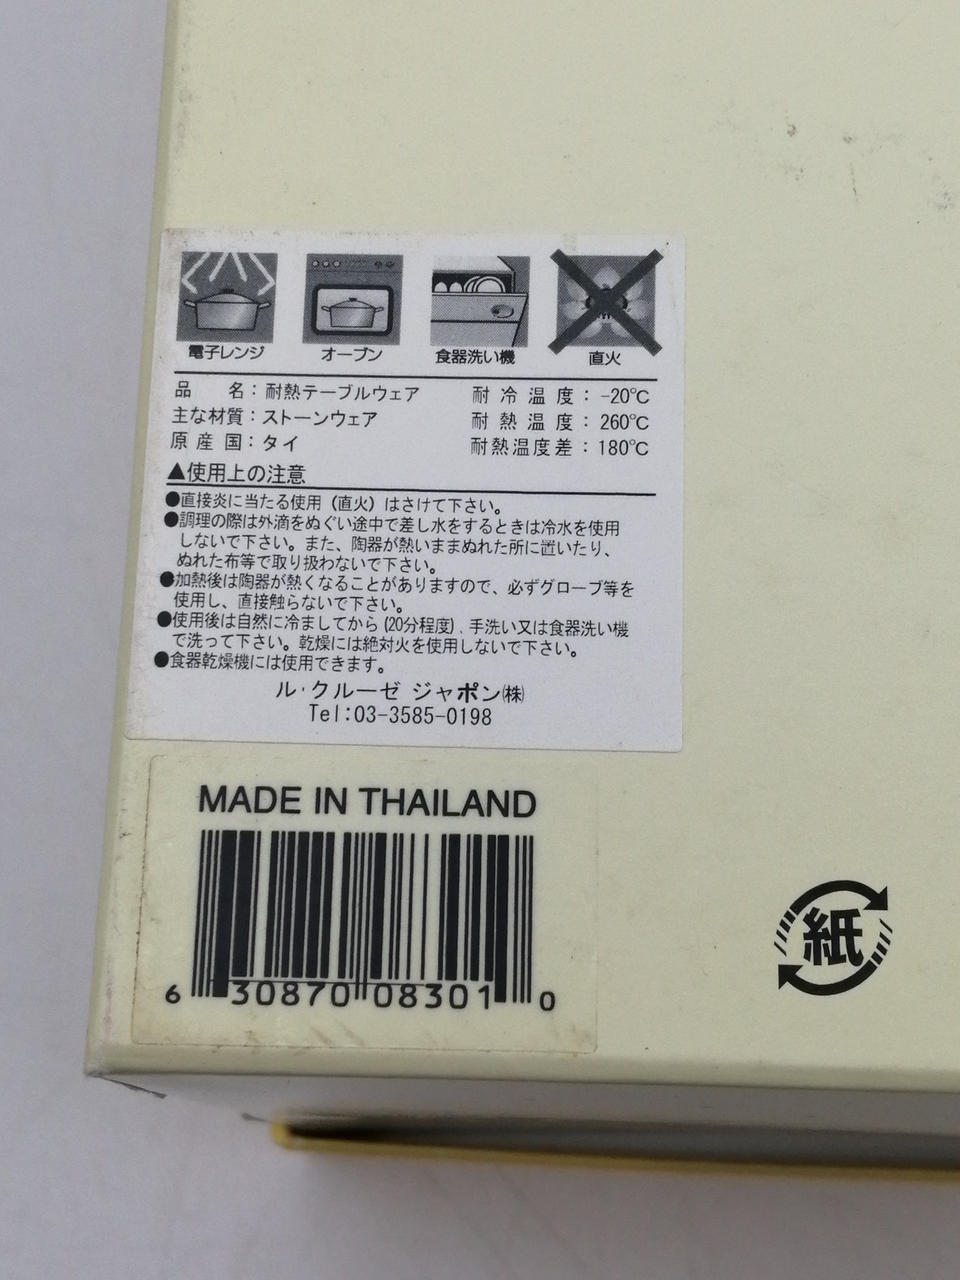 電子レンジ オーブン 食器洗い機 直火
品 名：耐熱テーブルウェア 耐冷温度：-20℃
主な材質：ストーンウェア 耐熱温度：260℃
原産国：タイ 耐熱温度差：180℃
▲使用上の注意
●直接炎に当たる使用（直火）はさけて下さい。
●調理の際は外滴をぬぐい途中で差し水をするときは冷水を使用
しないで下さい。また、陶器が熱いままぬれた所に置いたり、
ぬれた布等で取り扱わないで下さい。
●加熱後は陶器が熱くなることがありますので、必ずグローブ等を
使用し、直接触らないで下さい。
●使用後は自然に冷ましてから(20分程度)、手洗い又は食器洗い機
で洗って下さい。乾燥には絶対火を使用しないで下さい。
●食器乾燥機には使用できます。
ル・クルーゼ ジャポン㈱
Tel:03-3585-0198
MADE IN THAILAND
6 30870 08301 0
紙